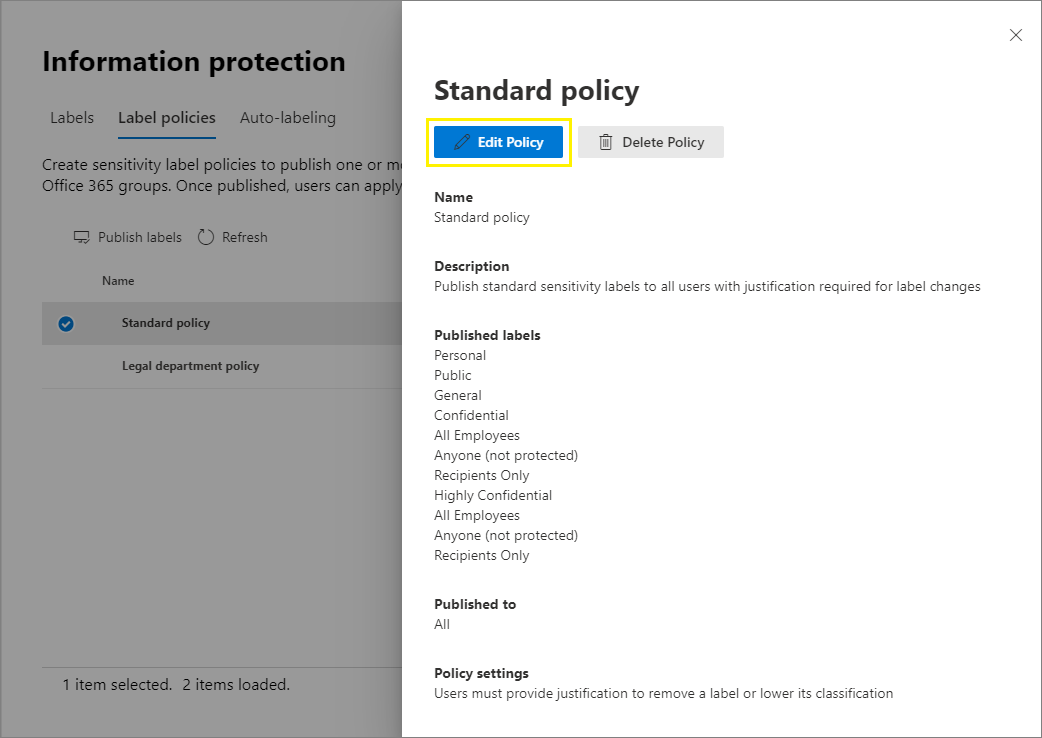 Information protection
Labels Label policies Auto-labeling
Create sensitivity label policies to publish one or m
Office 365 groups. Once published, users can apply
Publish labels Refresh
Name
Standard policy
Legal department policy
1 item selected. 2 items loaded.
Standard policy
Edit Policy Delete Policy
Name
Standard policy
Description
Publish standard sensitivity labels to all users with justification required for label changes
Published labels
Personal
Public
General
Confidential
All Employees
Anyone (not protected)
Recipients Only
Highly Confidential
All Employees
Anyone (not protected)
Recipients Only
Published to
All
Policy settings
Users must provide justification to remove a label or lower its classification